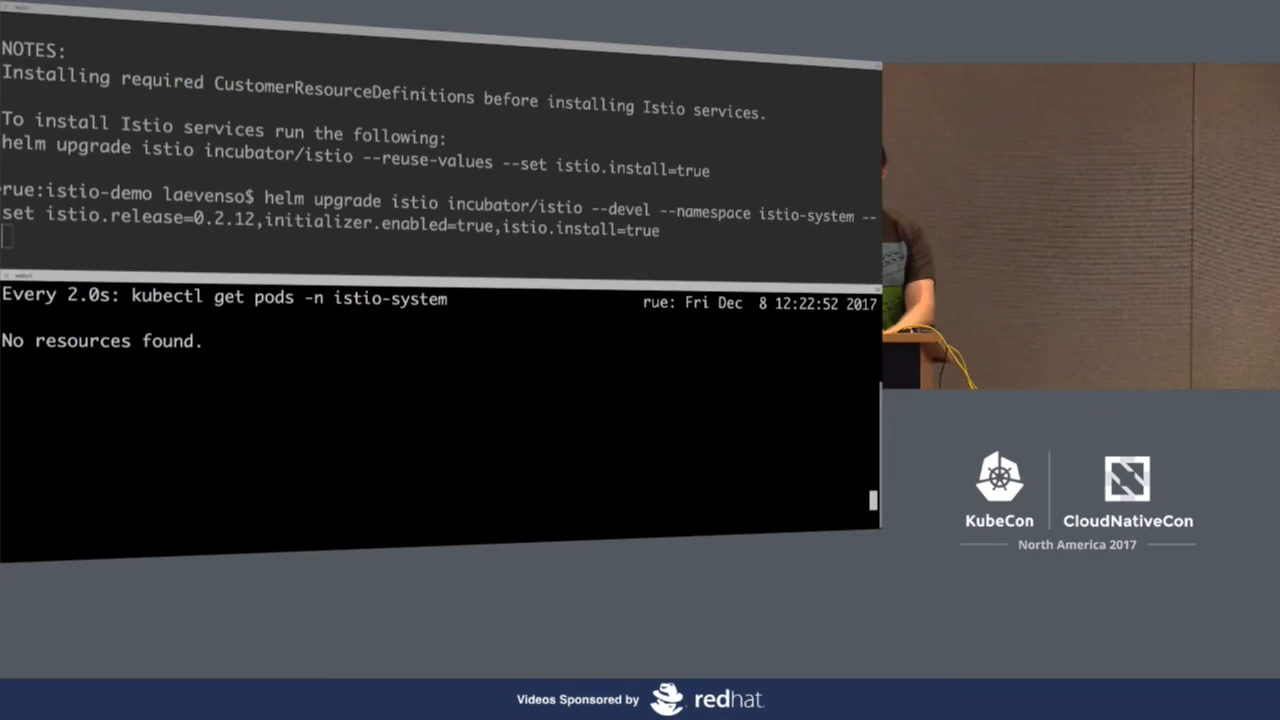 NOTES:
Installing required CustomerResourceDefinitions before installing Istio services.
To install Istio services run the following:
helm upgrade istio incubator/istio --reuse-values --set istio.install=true
rue:istio-demo laevenso$ helm upgrade istio incubator/istio --devel --namespace istio-system --
set istio.release=0.2.12,initializer.enabled=true,istio.install=true
Every 2.0s: kubectl get pods -n istio-system
rue: Fri Dec  8 12:22:52 2017
No resources found.
KubeCon
CloudNativeCon
North America 2017
Videos Sponsored by
redhat.